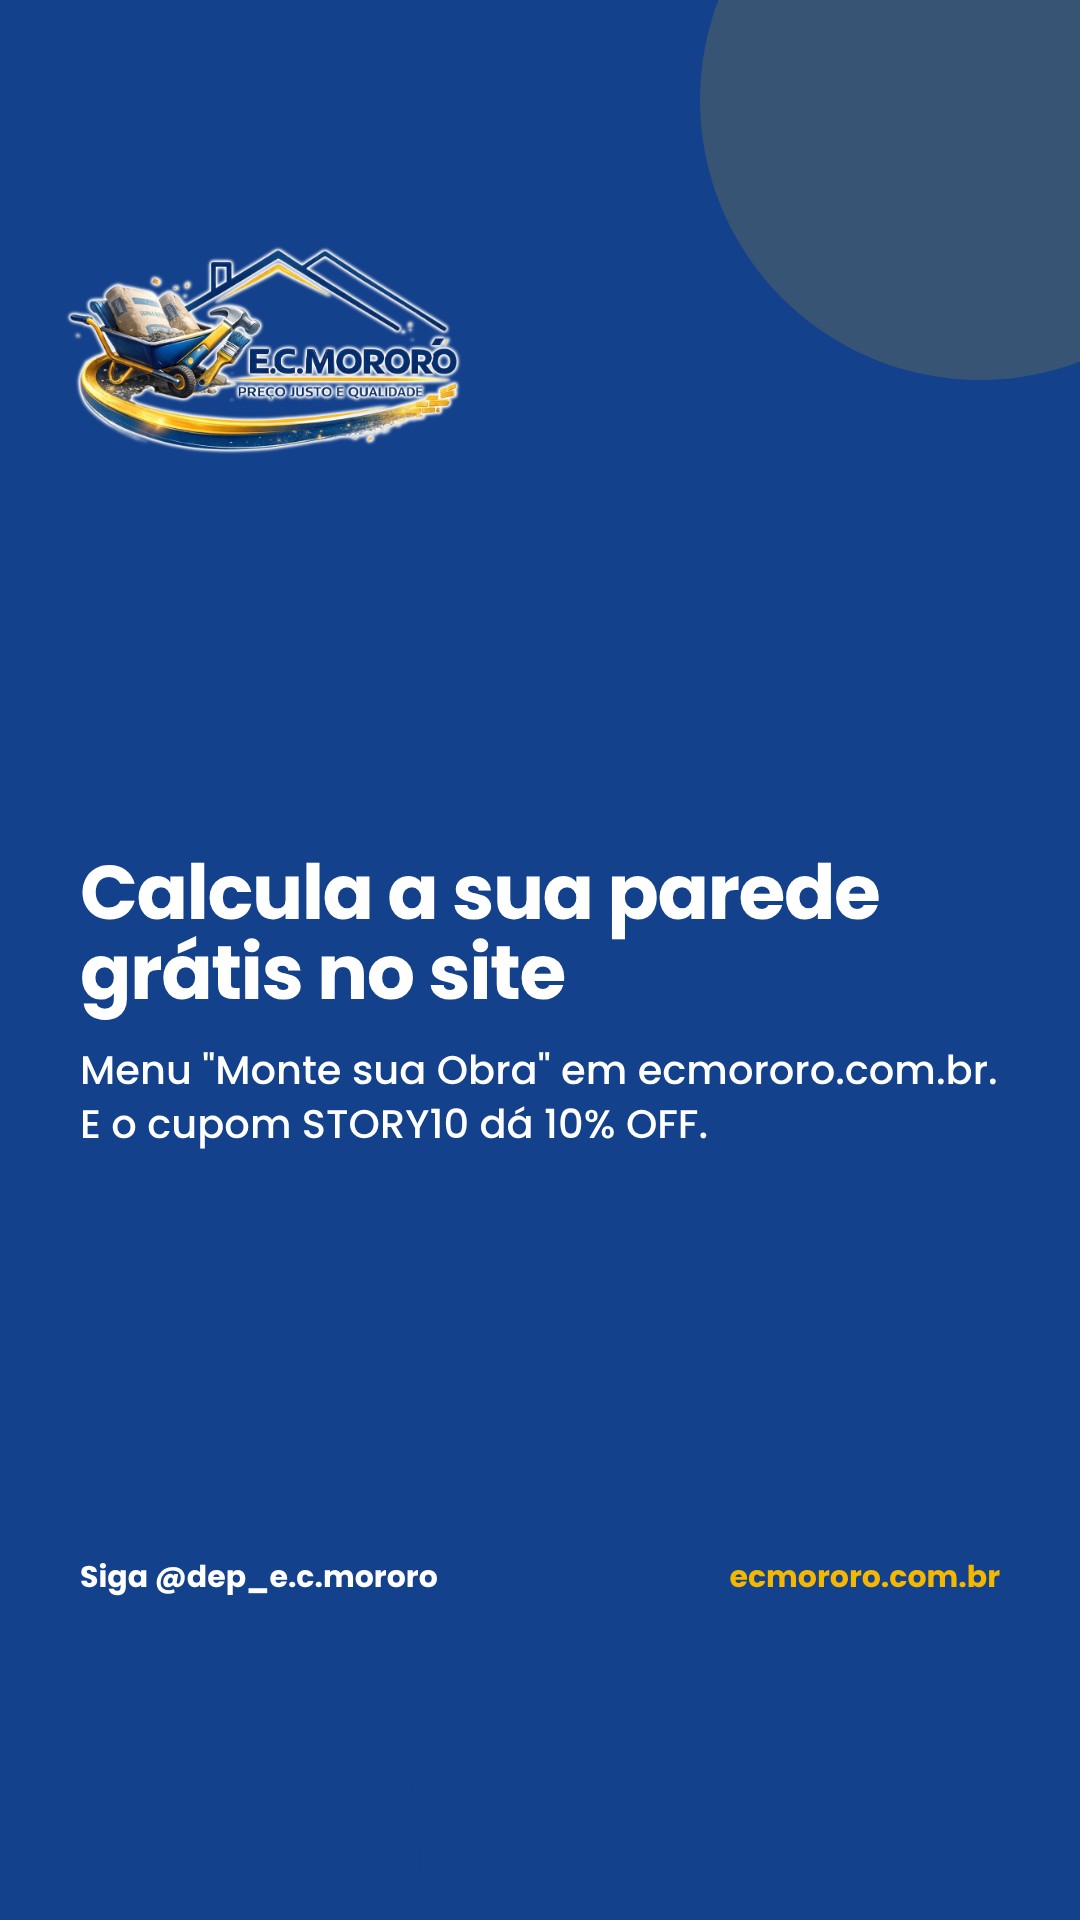 E.C.MORORÓ
PREÇO JUSTO E QUALIDADE
Calcula a sua parede
grátis no site
Menu "Monte sua Obra" em ecmororo.com.br.
E o cupom STORY10 dá 10% OFF.
Siga @dep_e.c.mororo
ecmororo.com.br